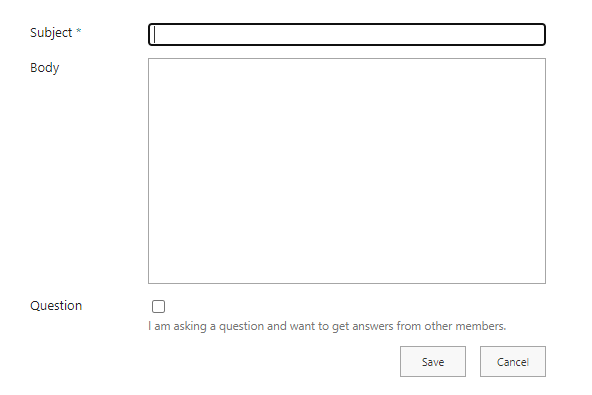 Subject *
Body
Question
I am asking a question and want to get answers from other members.
Save Cancel